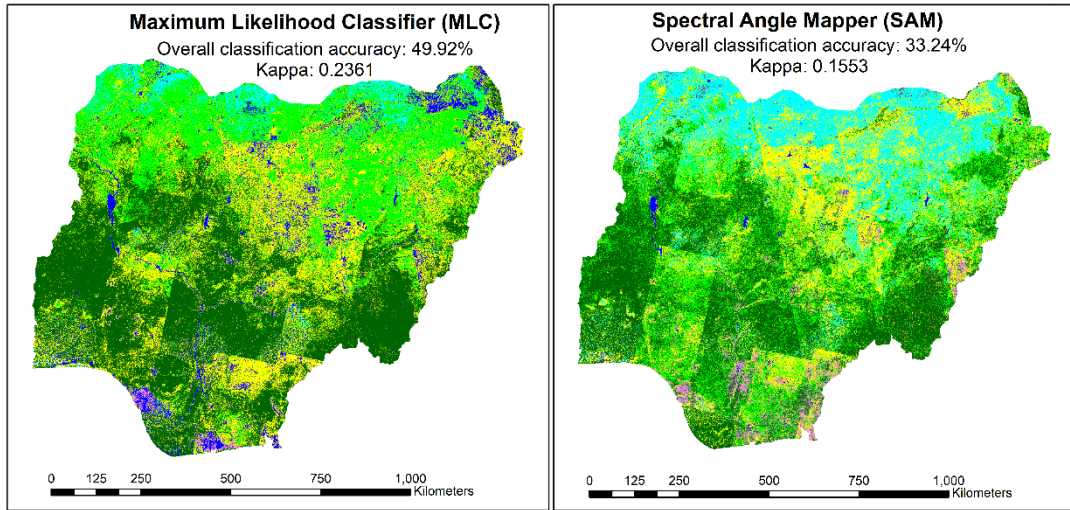 Maximum Likelihood Classifier (MLC)
Overall classification accuracy: 49.92%
Kappa: 0.2361
0 125 250 500 750 1,000
Kilometers
Spectral Angle Mapper (SAM)
Overall classification accuracy: 33.24%
Kappa: 0.1553
0 125 250 500 750 1,000
Kilometers